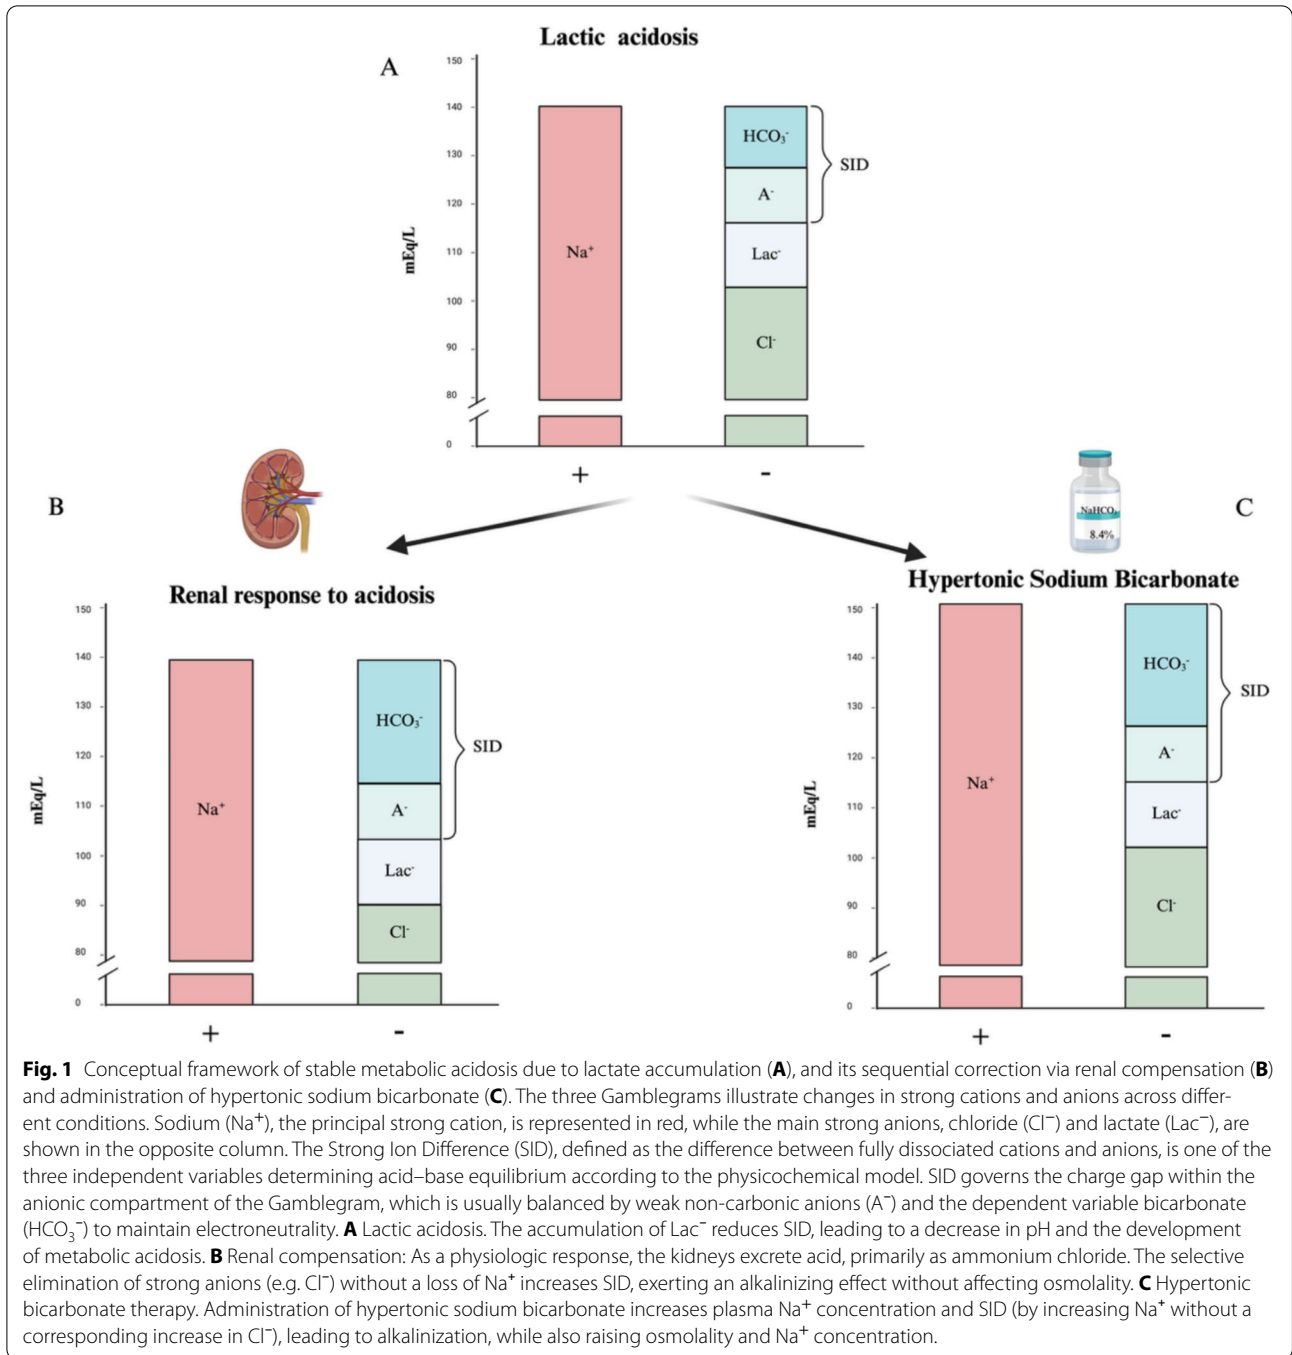 Lactic acidosis
A
150
140
130
120
110
100
90
80
0
mEq/L
Na⁺
HCO₃⁻
A⁻
Lac⁻
Cl⁻
SID
+
-
B
NaHCO₃
8.4%
C
Renal response to acidosis
150
140
130
120
110
100
90
80
0
mEq/L
Na⁺
HCO₃⁻
A⁻
Lac⁻
Cl⁻
SID
+
-
Hypertonic Sodium Bicarbonate
150
140
130
120
110
100
90
80
0
mEq/L
Na⁺
HCO₃⁻
A⁻
Lac⁻
Cl⁻
SID
+
-
Fig. 1 Conceptual framework of stable metabolic acidosis due to lactate accumulation (A), and its sequential correction via renal compensation (B)
and administration of hypertonic sodium bicarbonate (C). The three Gamblegrams illustrate changes in strong cations and anions across differ-
ent conditions. Sodium (Na⁺), the principal strong cation, is represented in red, while the main strong anions, chloride (Cl⁻) and lactate (Lac⁻), are
shown in the opposite column. The Strong Ion Difference (SID), defined as the difference between fully dissociated cations and anions, is one of the
three independent variables determining acid–base equilibrium according to the physicochemical model. SID governs the charge gap within the
anionic compartment of the Gamblegram, which is usually balanced by weak non-carbonic anions (A⁻) and the dependent variable bicarbonate
(HCO₃⁻) to maintain electroneutrality. A Lactic acidosis. The accumulation of Lac⁻ reduces SID, leading to a decrease in pH and the development
of metabolic acidosis. B Renal compensation: As a physiologic response, the kidneys excrete acid, primarily as ammonium chloride. The selective
elimination of strong anions (e.g. Cl⁻) without a loss of Na⁺ increases SID, exerting an alkalinizing effect without affecting osmolality. C Hypertonic
bicarbonate therapy. Administration of hypertonic sodium bicarbonate increases plasma Na⁺ concentration and SID (by increasing Na⁺ without a
corresponding increase in Cl⁻), leading to alkalinization, while also raising osmolality and Na⁺ concentration.